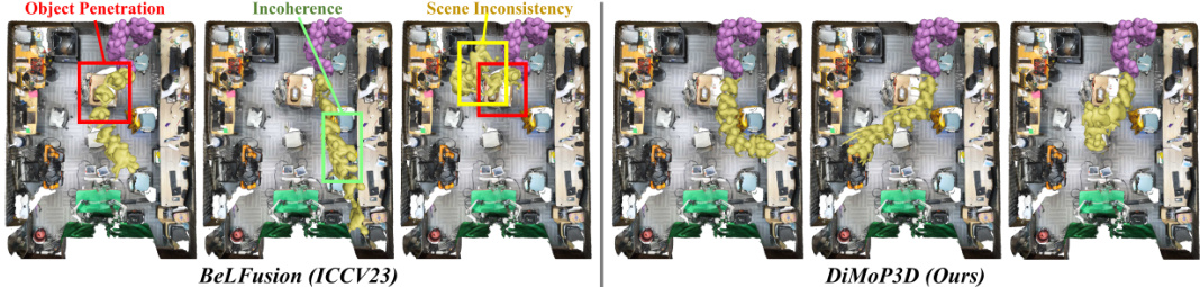 Object Penetration
Incoherence
Scene Inconsistency
BeLFusion (ICCV23)
DiMoP3D (Ours)